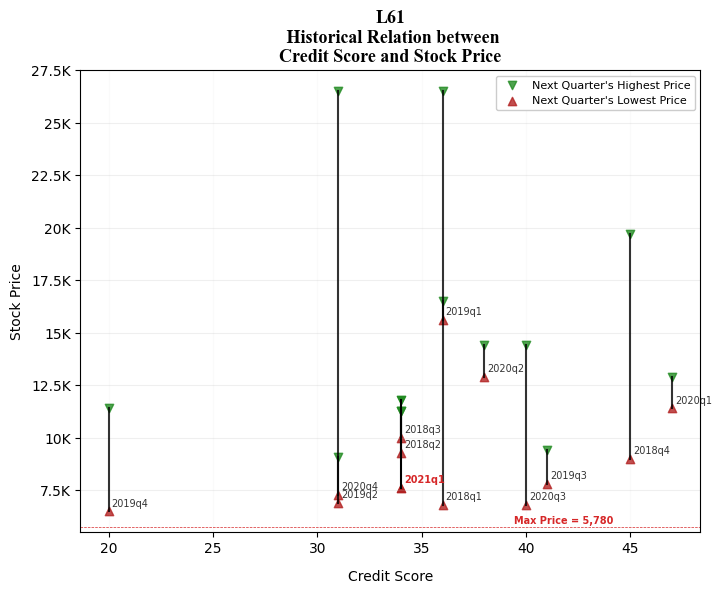 L61
Historical Relation between
Credit Score and Stock Price
27.5K
25K
22.5K
20K
17.5K
15K
12.5K
10K
7.5K
Stock Price
Next Quarter's Highest Price
Next Quarter's Lowest Price
2019q1
2020q2
2020q1
2018q3
2018q2
2018q4
2021q1
2019q3
2020q4
2019q2
2018q1
2020q3
2019q4
Max Price = 5,780
20
25
30
35
40
45
Credit Score